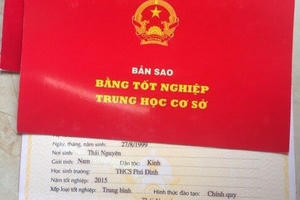 BẢN SAO
BẰNG TỐT NGHIỆP
TRUNG HỌC CƠ SỞ
Ngày, tháng, năm sinh: 27/8/1999
Nơi sinh Thái Nguyên
Giới tính: Nam Dân tộc: Kinh
Học sinh trường: THCS Phú Đình
Năm tốt nghiệp: 2015
Xếp loại tốt nghiệp: Trung bình Hình thức đào tạo: Chính quy